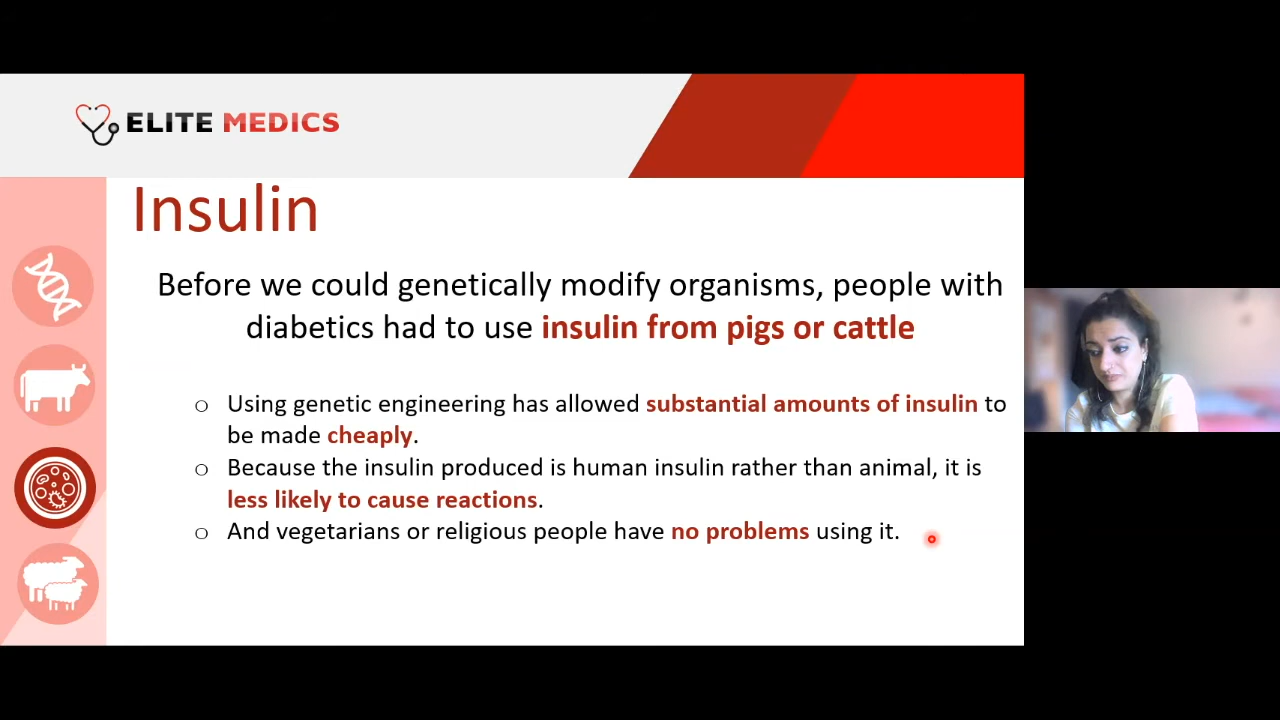 ELITE MEDICS
Insulin
Before we could genetically modify organisms, people with
diabetics had to use insulin from pigs or cattle
○ Using genetic engineering has allowed substantial amounts of insulin to
be made cheaply.
○ Because the insulin produced is human insulin rather than animal, it is
less likely to cause reactions.
○ And vegetarians or religious people have no problems using it.